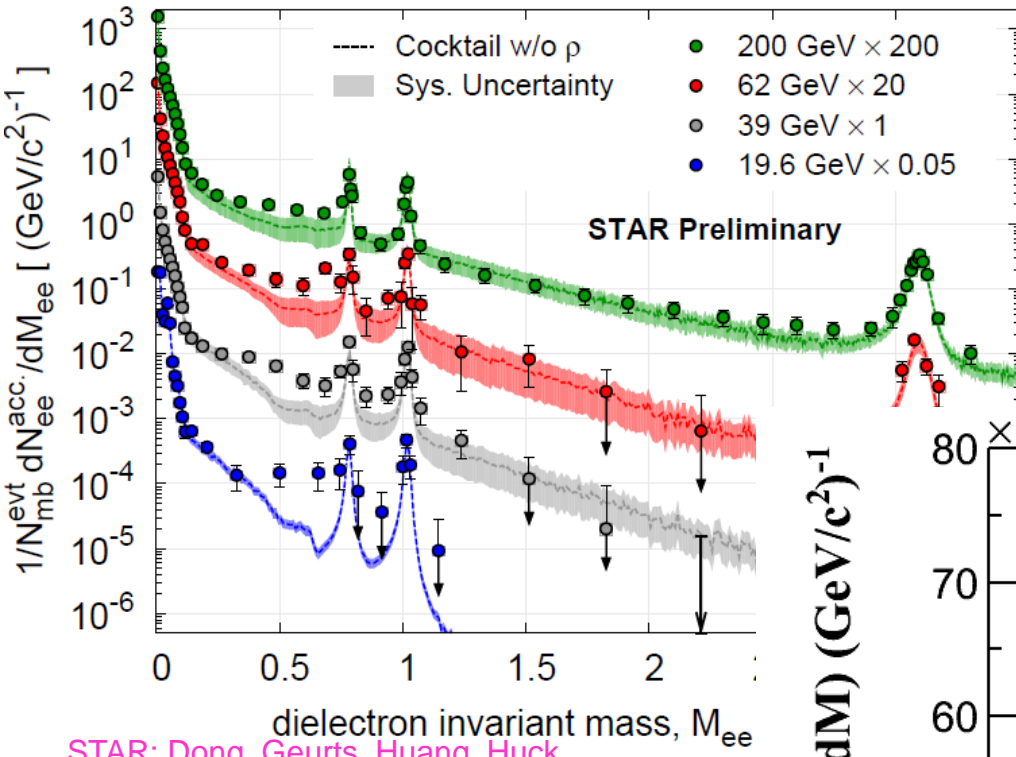 10³
10²
10
10⁰
10⁻¹
10⁻²
10⁻³
10⁻⁴
10⁻⁵
10⁻⁶
1/N^evt_mb dN^acc._ee /dM_ee [ (GeV/c²)⁻¹ ]
Cocktail w/o ρ
Sys. Uncertainty
200 GeV × 200
62 GeV × 20
39 GeV × 1
19.6 GeV × 0.05
STAR Preliminary
0 0.5 1 1.5 2
dielectron invariant mass, M_ee
STAR: Dong, Geurts, Huang, Huck
dM) (GeV/c²)⁻¹
80
×
70
60